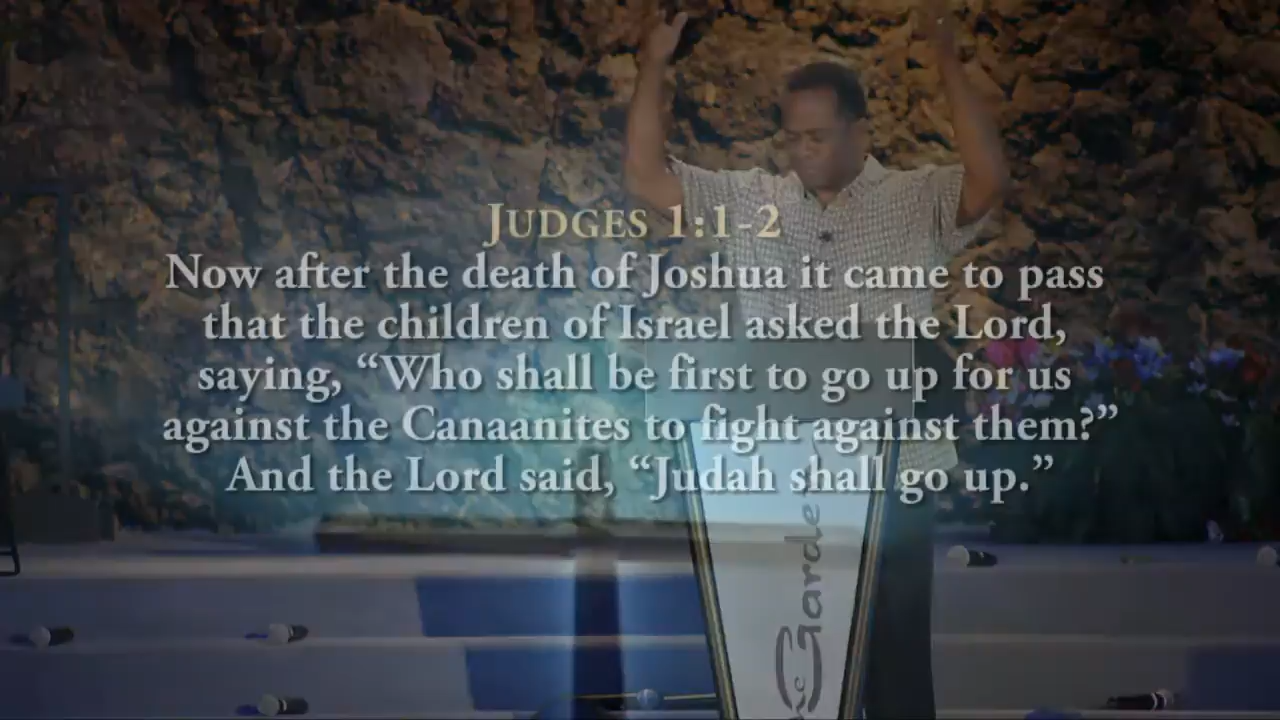 JUDGES 1:1-2
Now after the death of Joshua it came to pass
that the children of Israel asked the Lord,
saying, “Who shall be first to go up for us
against the Canaanites to fight against them?”
And the Lord said, “Judah shall go up.”
The Garden